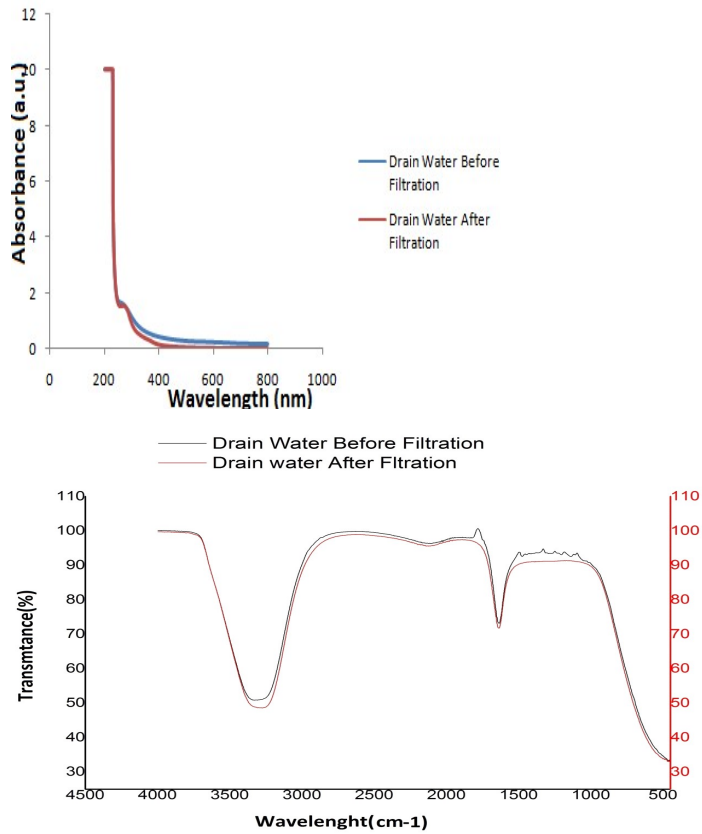 12
10
8
6
4
2
0
Absorbance (a.u.)
0 200 400 600 800 1000
Wavelength (nm)
Drain Water Before
Filtration
Drain Water After
Filtration
Drain Water Before Filtration
Drain water After Fltration
110 110
100 100
90 90
80 80
70 70
60 60
50 50
40 40
30 30
Transmtance(%)
4500 4000 3500 3000 2500 2000 1500 1000 500
Wavelenght(cm-1)